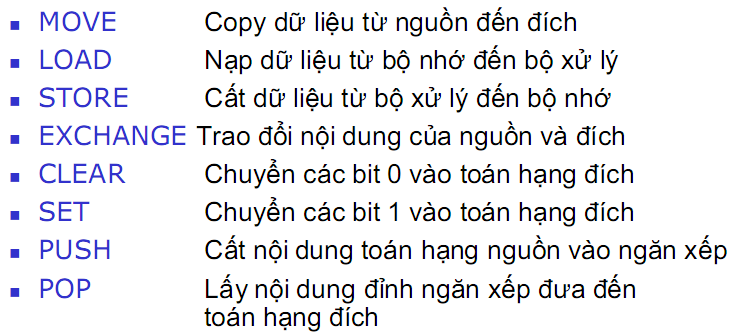 MOVE Copy dữ liệu từ nguồn đến đích
LOAD Nạp dữ liệu từ bộ nhớ đến bộ xử lý
STORE Cất dữ liệu từ bộ xử lý đến bộ nhớ
EXCHANGE Trao đổi nội dung của nguồn và đích
CLEAR Chuyển các bit 0 vào toán hạng đích
SET Chuyển các bit 1 vào toán hạng đích
PUSH Cất nội dung toán hạng nguồn vào ngăn xếp
POP Lấy nội dung đỉnh ngăn xếp đưa đến
toán hạng đích